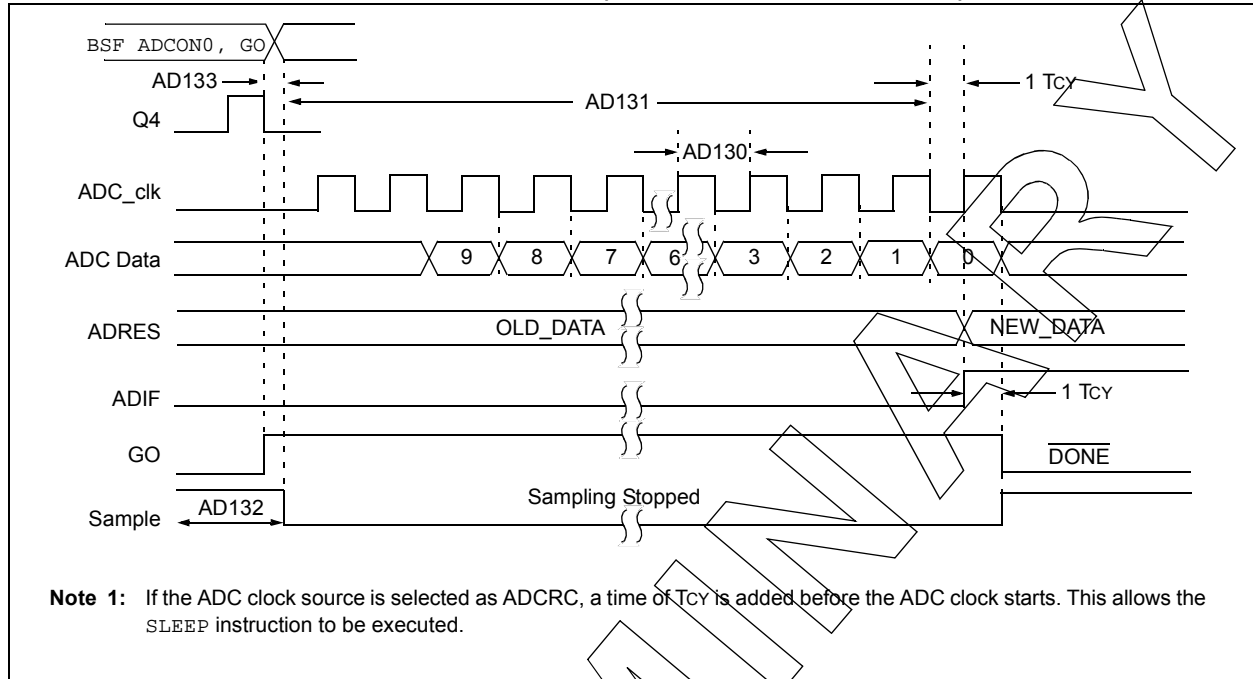 BSF ADCON0, GO
AD133
1 TCY
AD131
Q4
AD130
ADC_clk
ADC Data 9 8 7 6 3 2 1 0
ADRES OLD_DATA NEW_DATA
ADIF 1 TCY
GO DONE
Sample AD132 Sampling Stopped
Note 1: If the ADC clock source is selected as ADCRC, a time of TCY is added before the ADC clock starts. This allows the
SLEEP instruction to be executed.